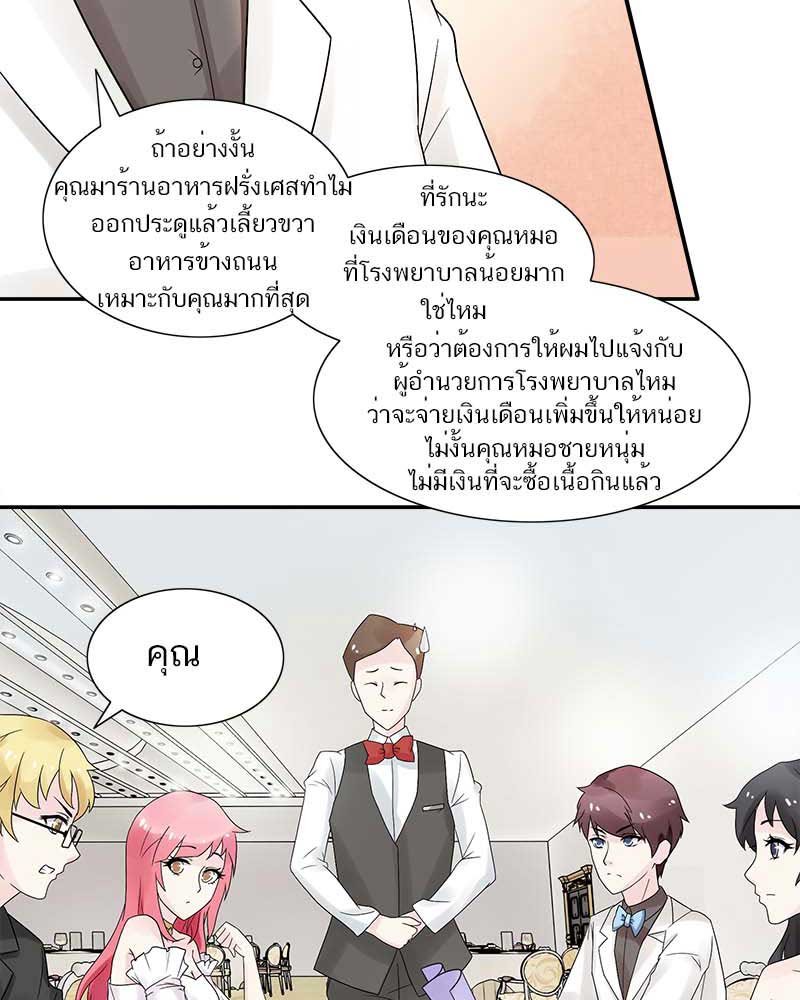 ถ้าอย่างงั้น
คุณมาร้านอาหารฝรั่งเศสทำไม
ออกประตูแล้วเลี้ยวขวา
อาหารข้างถนน
เหมาะกับคุณมากที่สุด
ที่รักนะ
เงินเดือนของคุณหมอ
ที่โรงพยาบาลน้อยมาก
ใช่ไหม
หรือว่าต้องการให้ผมไปแจ้งกับ
ผู้อำนวยการโรงพยาบาลไหม
ว่าจะจ่ายเงินเดือนเพิ่มขึ้นให้หน่อย
ไม่งั้นคุณหมอชายหนุ่ม
ไม่มีเงินที่จะซื้อเนื้อกินแล้ว
คุณ